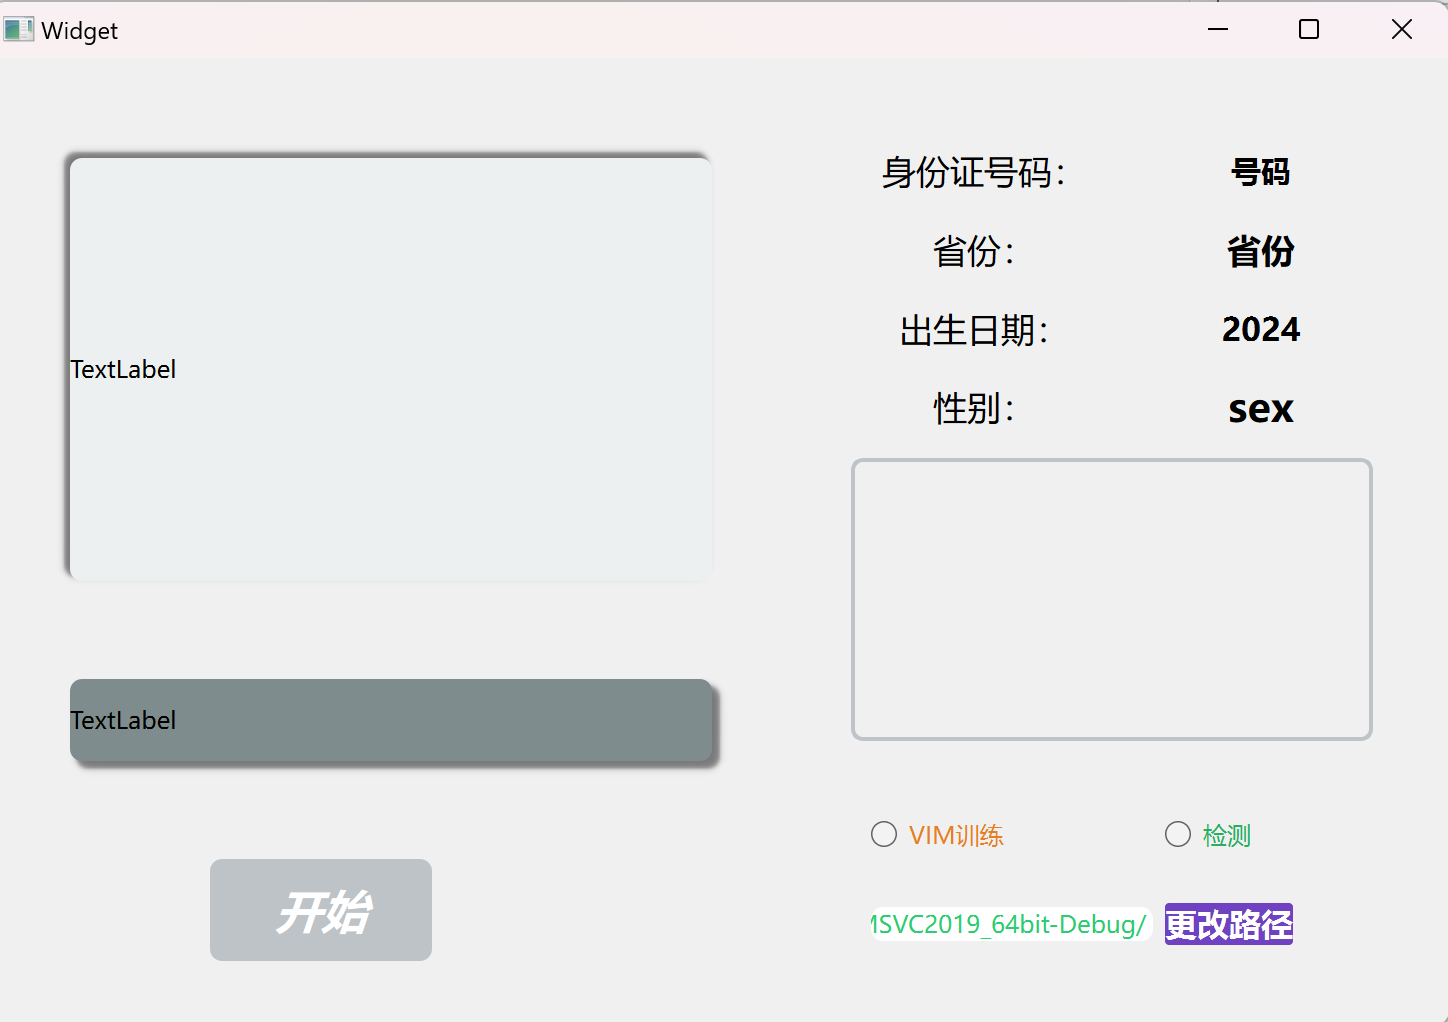 Widget
TextLabel
TextLabel
开始
身份证号码：
号码
省份：
省份
出生日期：
2024
性别：
sex
VIM训练
检测
MSVC2019_64bit-Debug/
更改路径